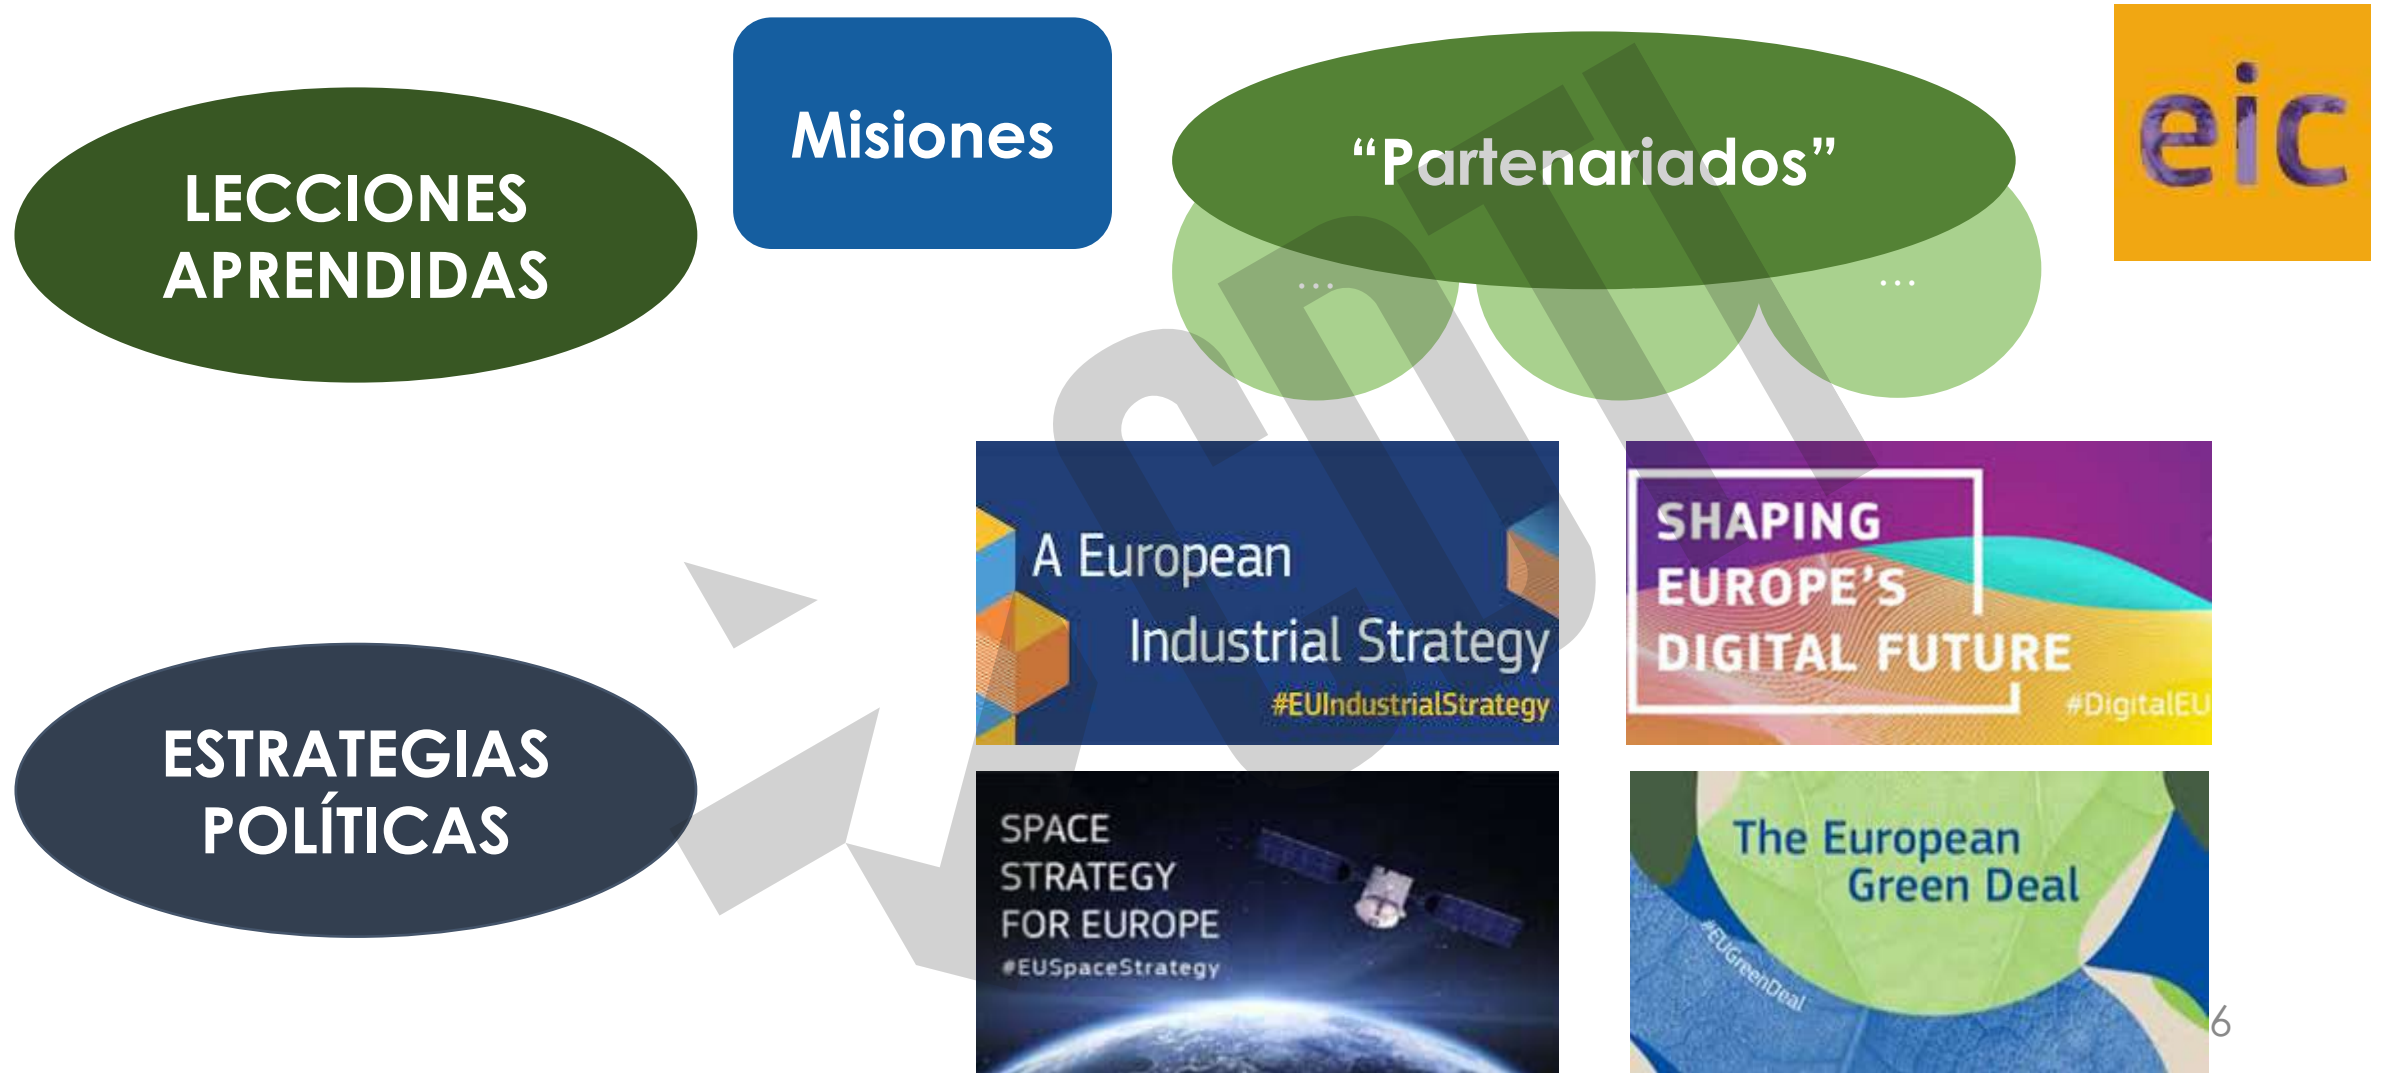 LECCIONES
APRENDIDAS
Misiones
“Partenariados”
...
...
eic
ESTRATEGIAS
POLÍTICAS
A European
Industrial Strategy
#EUIndustrialStrategy
SHAPING
EUROPE'S
DIGITAL FUTURE
#DigitalEU
SPACE
STRATEGY
FOR EUROPE
#EUSpaceStrategy
The European
Green Deal
#EUGreenDeal
6
CDTI